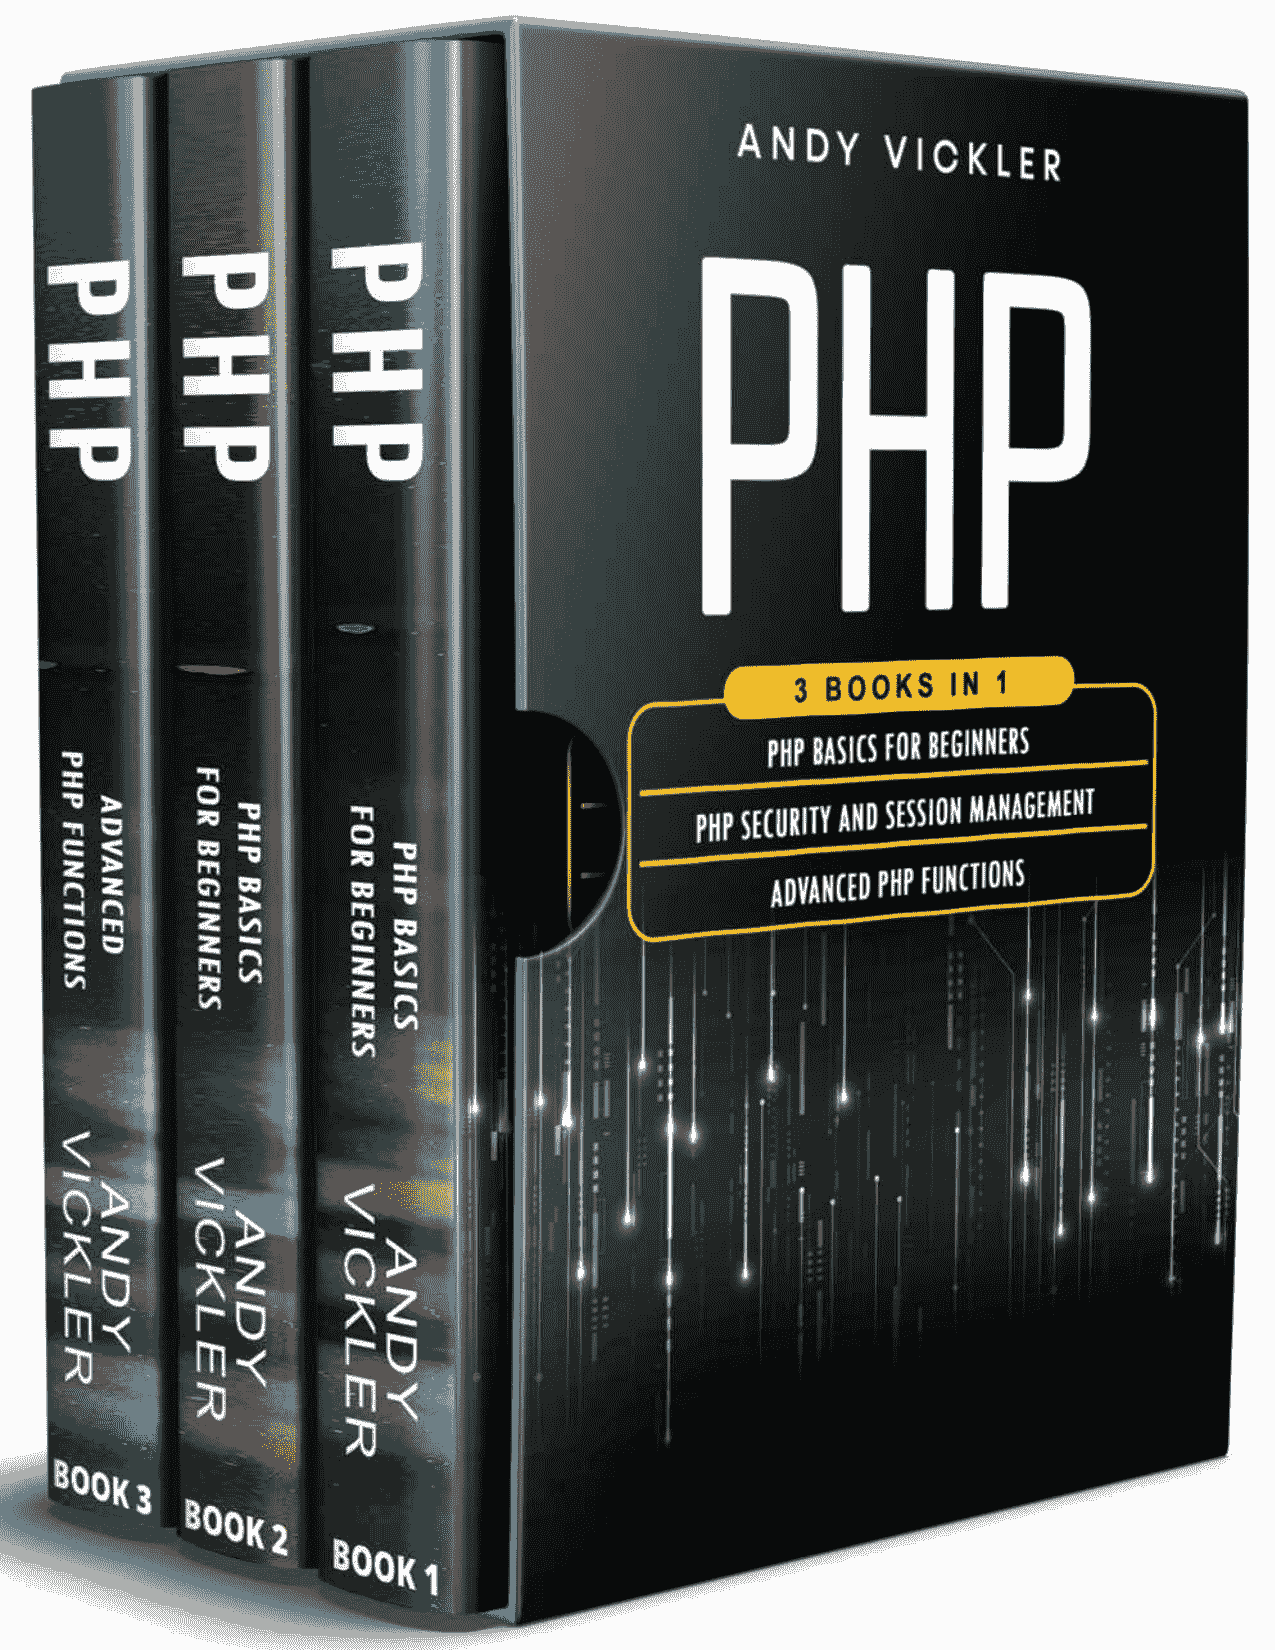 ANDY VICKLER
PHP
3 BOOKS IN 1
PHP BASICS FOR BEGINNERS
PHP SECURITY AND SESSION MANAGEMENT
ADVANCED PHP FUNCTIONS
PHP
ADVANCED
PHP FUNCTIONS
ANDY
VICKLER
BOOK 3
PHP
PHP BASICS
FOR BEGINNERS
ANDY
VICKLER
BOOK 2
PHP
PHP BASICS
FOR BEGINNERS
ANDY
VICKLER
BOOK 1